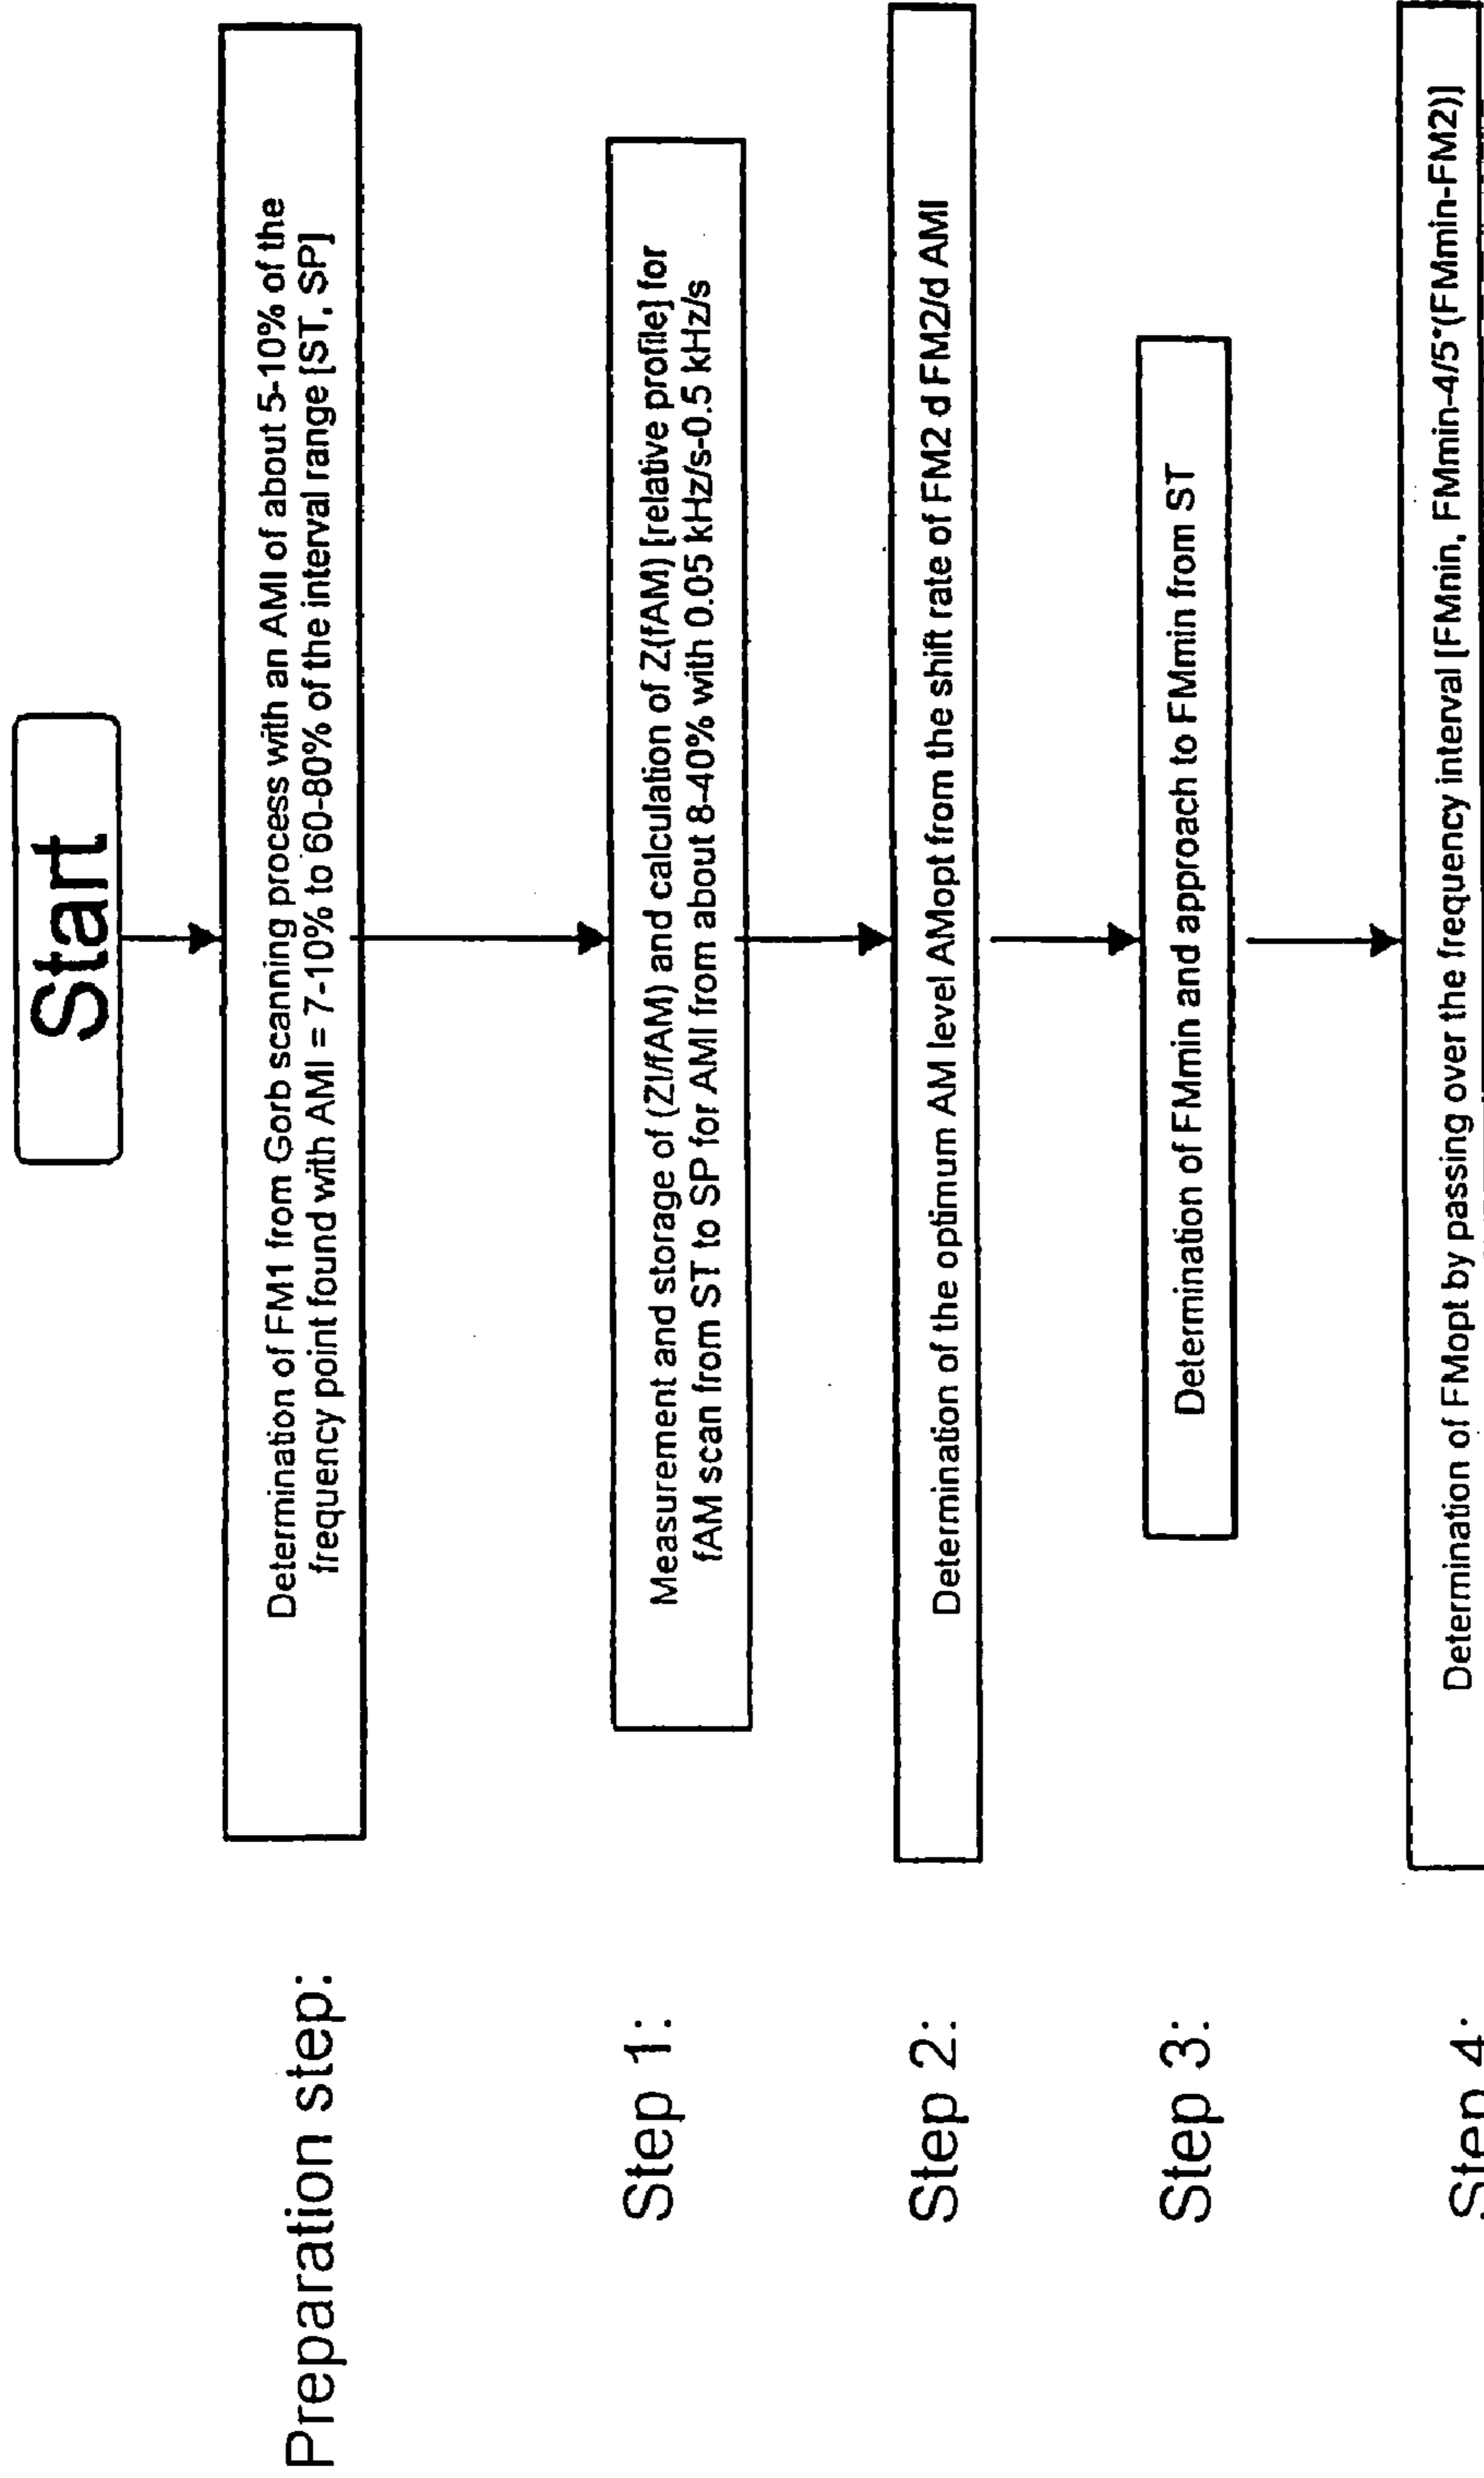 Start
Preparation step:
Determination of FM1 from Gorb scanning process with an AMI of about 5-10% of the
frequency point found with AMI = 7-10% to 60-80% of the interval range [ST, SP]
Step 1:
Measurement and storage of (ZI/fAM) and calculation of Z(fAM) [relative profile] for
fAM scan from ST to SP for AMI from about 8-40% with 0.05 kHz/s-0.5 kHz/s
Step 2:
Determination of the optimum AM level AMopt from the shift rate of FM2 d FM2/d AMI
Step 3:
Determination of FMmin and approach to FMmin from ST
Step 4:
Determination of FMopt by passing over the frequency interval [FMnin, FMmin-4/5*(FMmin-FM2)]